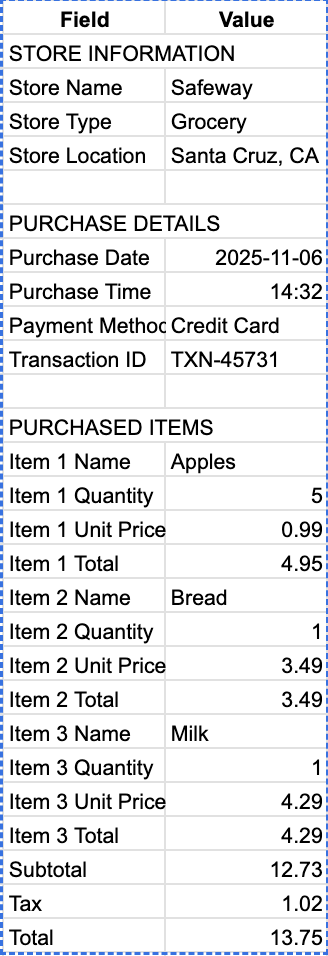 Field Value
STORE INFORMATION
Store Name Safeway
Store Type Grocery
Store Location Santa Cruz, CA
PURCHASE DETAILS
Purchase Date 2025-11-06
Purchase Time 14:32
Payment Methoc Credit Card
Transaction ID TXN-45731
PURCHASED ITEMS
Item 1 Name Apples
Item 1 Quantity 5
Item 1 Unit Price 0.99
Item 1 Total 4.95
Item 2 Name Bread
Item 2 Quantity 1
Item 2 Unit Price 3.49
Item 2 Total 3.49
Item 3 Name Milk
Item 3 Quantity 1
Item 3 Unit Price 4.29
Item 3 Total 4.29
Subtotal 12.73
Tax 1.02
Total 13.75